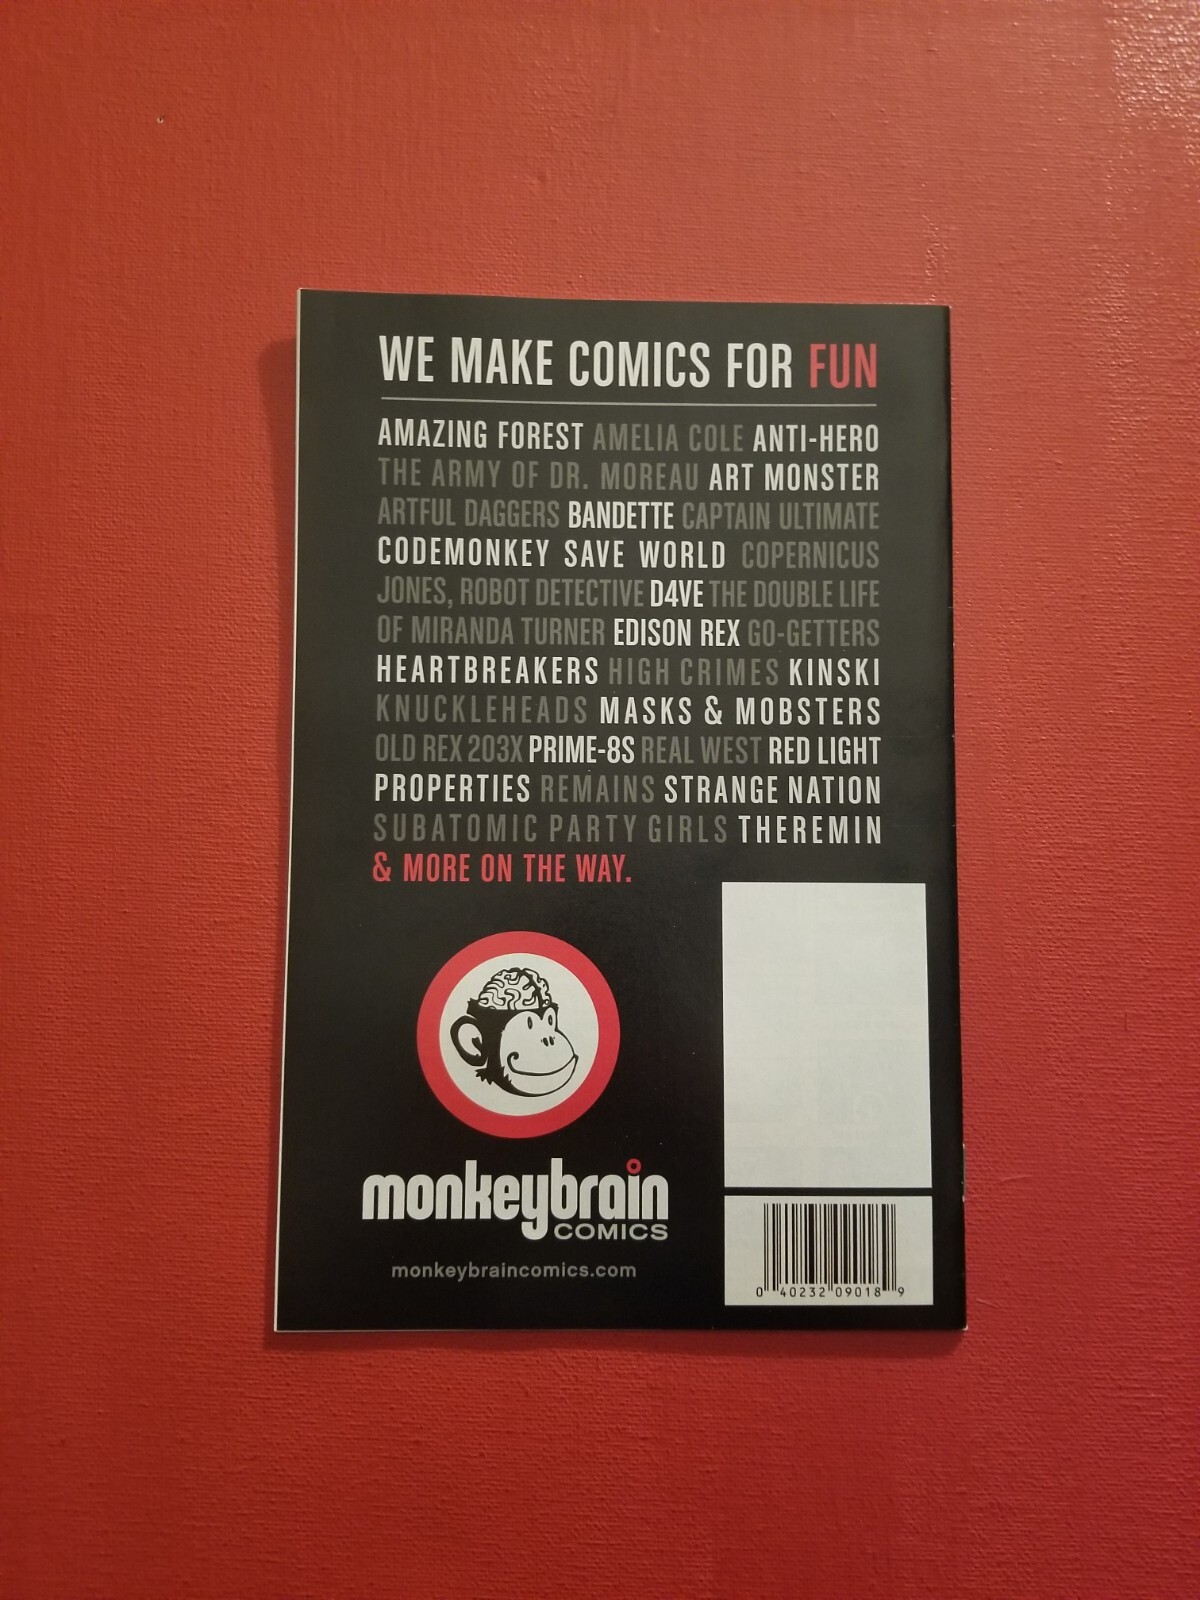 WE MAKE COMICS FOR FUN
AMAZING FOREST AMELIA COLE ANTI-HERO
THE ARMY OF DR. MOREAU ART MONSTER
ARTFUL DAGGERS BANDETTE CAPTAIN ULTIMATE
CODEMONKEY SAVE WORLD COPERNICUS
JONES, ROBOT DETECTIVE D4VE THE DOUBLE LIFE
OF MIRANDA TURNER EDISON REX GO-GETTERS
HEARTBREAKERS HIGH CRIMES KINSKI
KNUCKLEHEADS MASKS & MOBSTERS
OLD REX 203X PRIME-8S REAL WEST RED LIGHT
PROPERTIES REMAINS STRANGE NATION
SUBATOMIC PARTY GIRLS THEREMIN
& MORE ON THE WAY.
monkeybrain
COMICS
monkeybraincomics.com
0 40232 09018 9